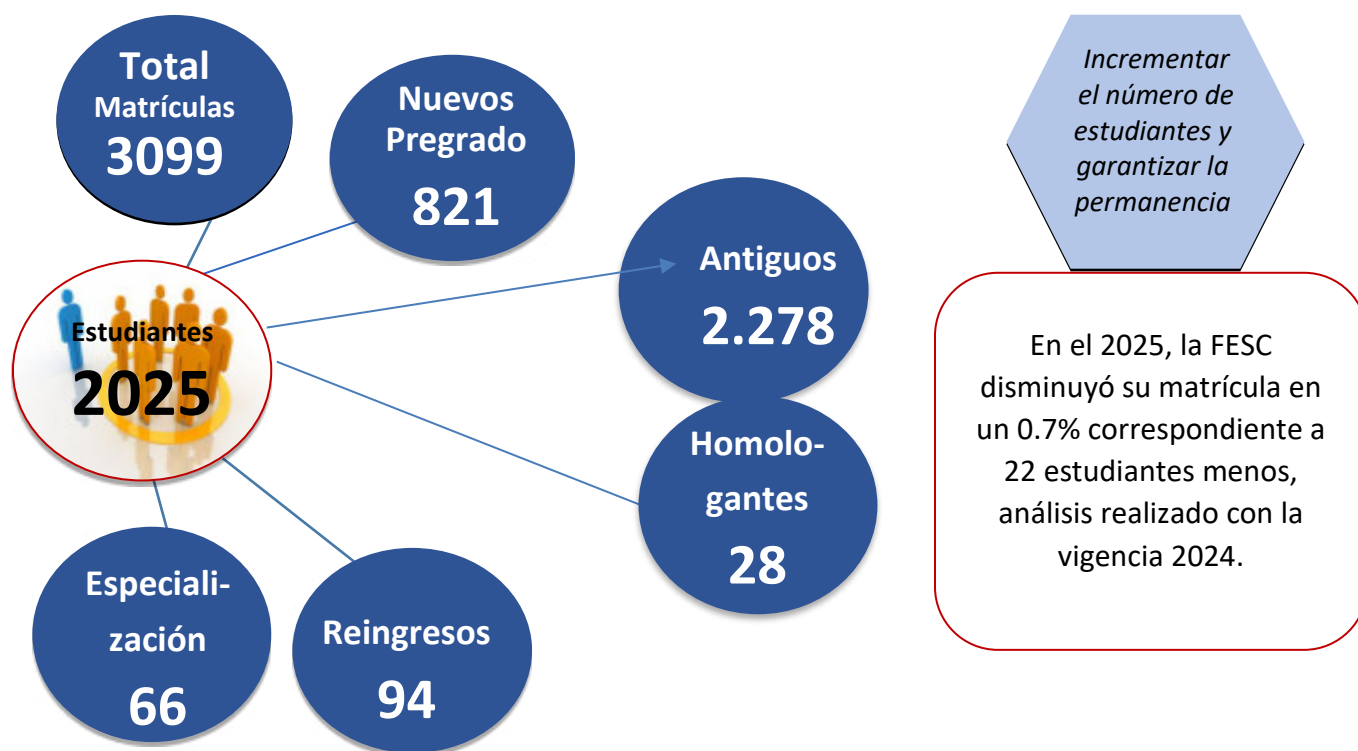 Total
Matrículas
3099
Nuevos
Pregrado
821
Antiguos
2.278
Homolo-
gantes
28
Estudiantes
2025
Especiali-
zación
66
Reingresos
94
Incrementar
el número de
estudiantes y
garantizar la
permanencia
En el 2025, la FESC
disminuyó su matrícula en
un 0.7% correspondiente a
22 estudiantes menos,
análisis realizado con la
vigencia 2024.